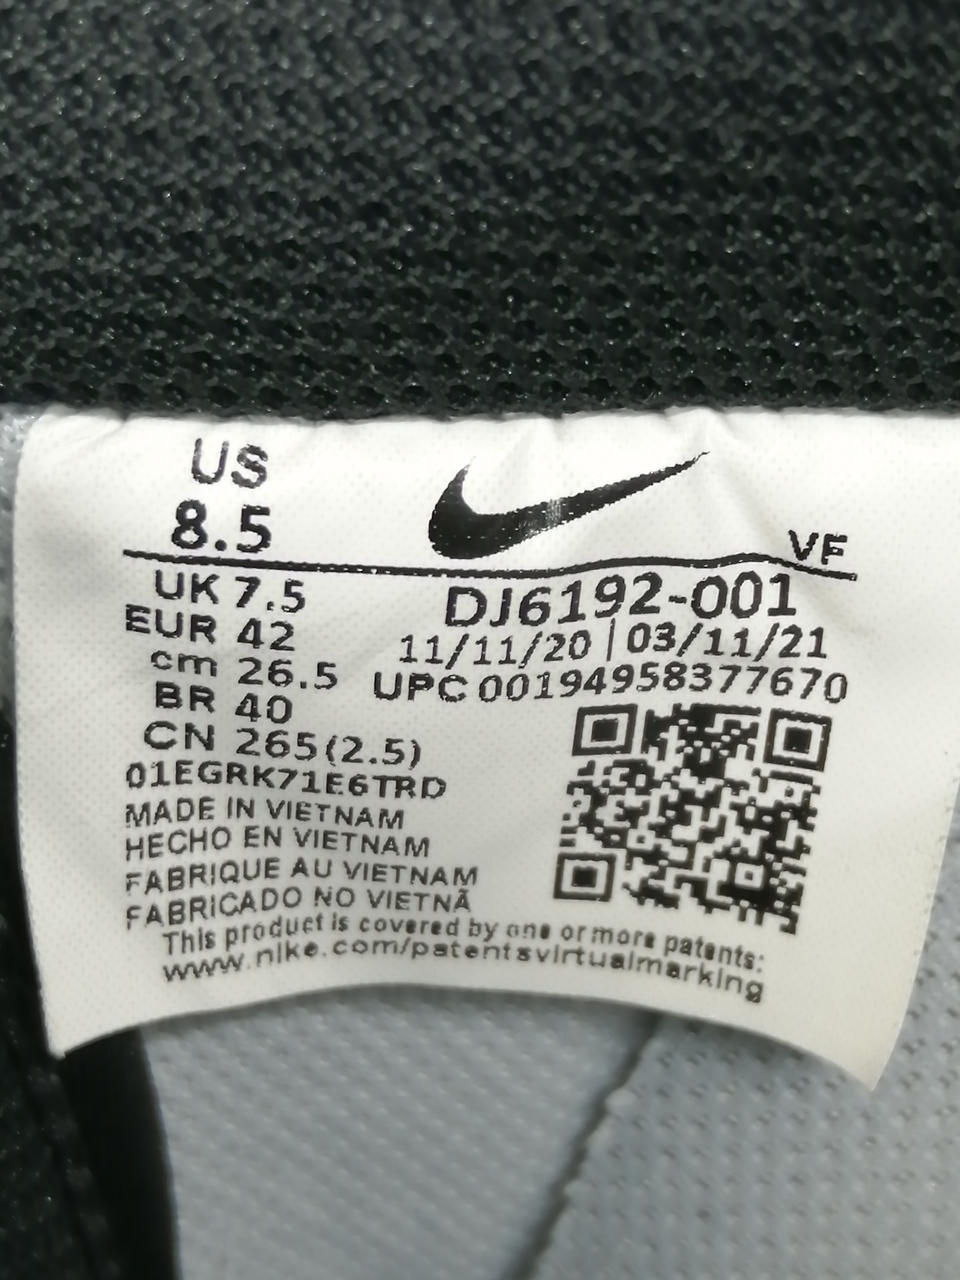 US
8.5
VF
UK 7.5
EUR 42
cm 26.5
BR 40
CN 265(2.5)
DJ6192-001
11/11/20 | 03/11/21
UPC 00194958377670
01EGRK71E6TRD
MADE IN VIETNAM
HECHO EN VIETNAM
FABRIQUE AU VIETNAM
FABRICADO NO VIETNÃ
This product is covered by one or more patents:
www.nike.com/patentsvirtualmarking